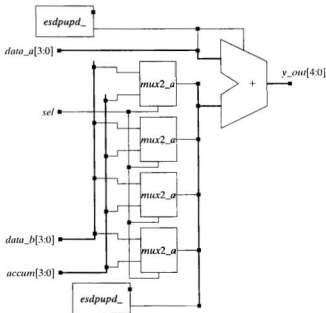 esdpupd_
data_a[3:0]
mux2_a
+
y_out[4:0]
sel
mux2_a
mux2_a
data_b[3:0]
mux2_a
accum[3:0]
esdpupd_